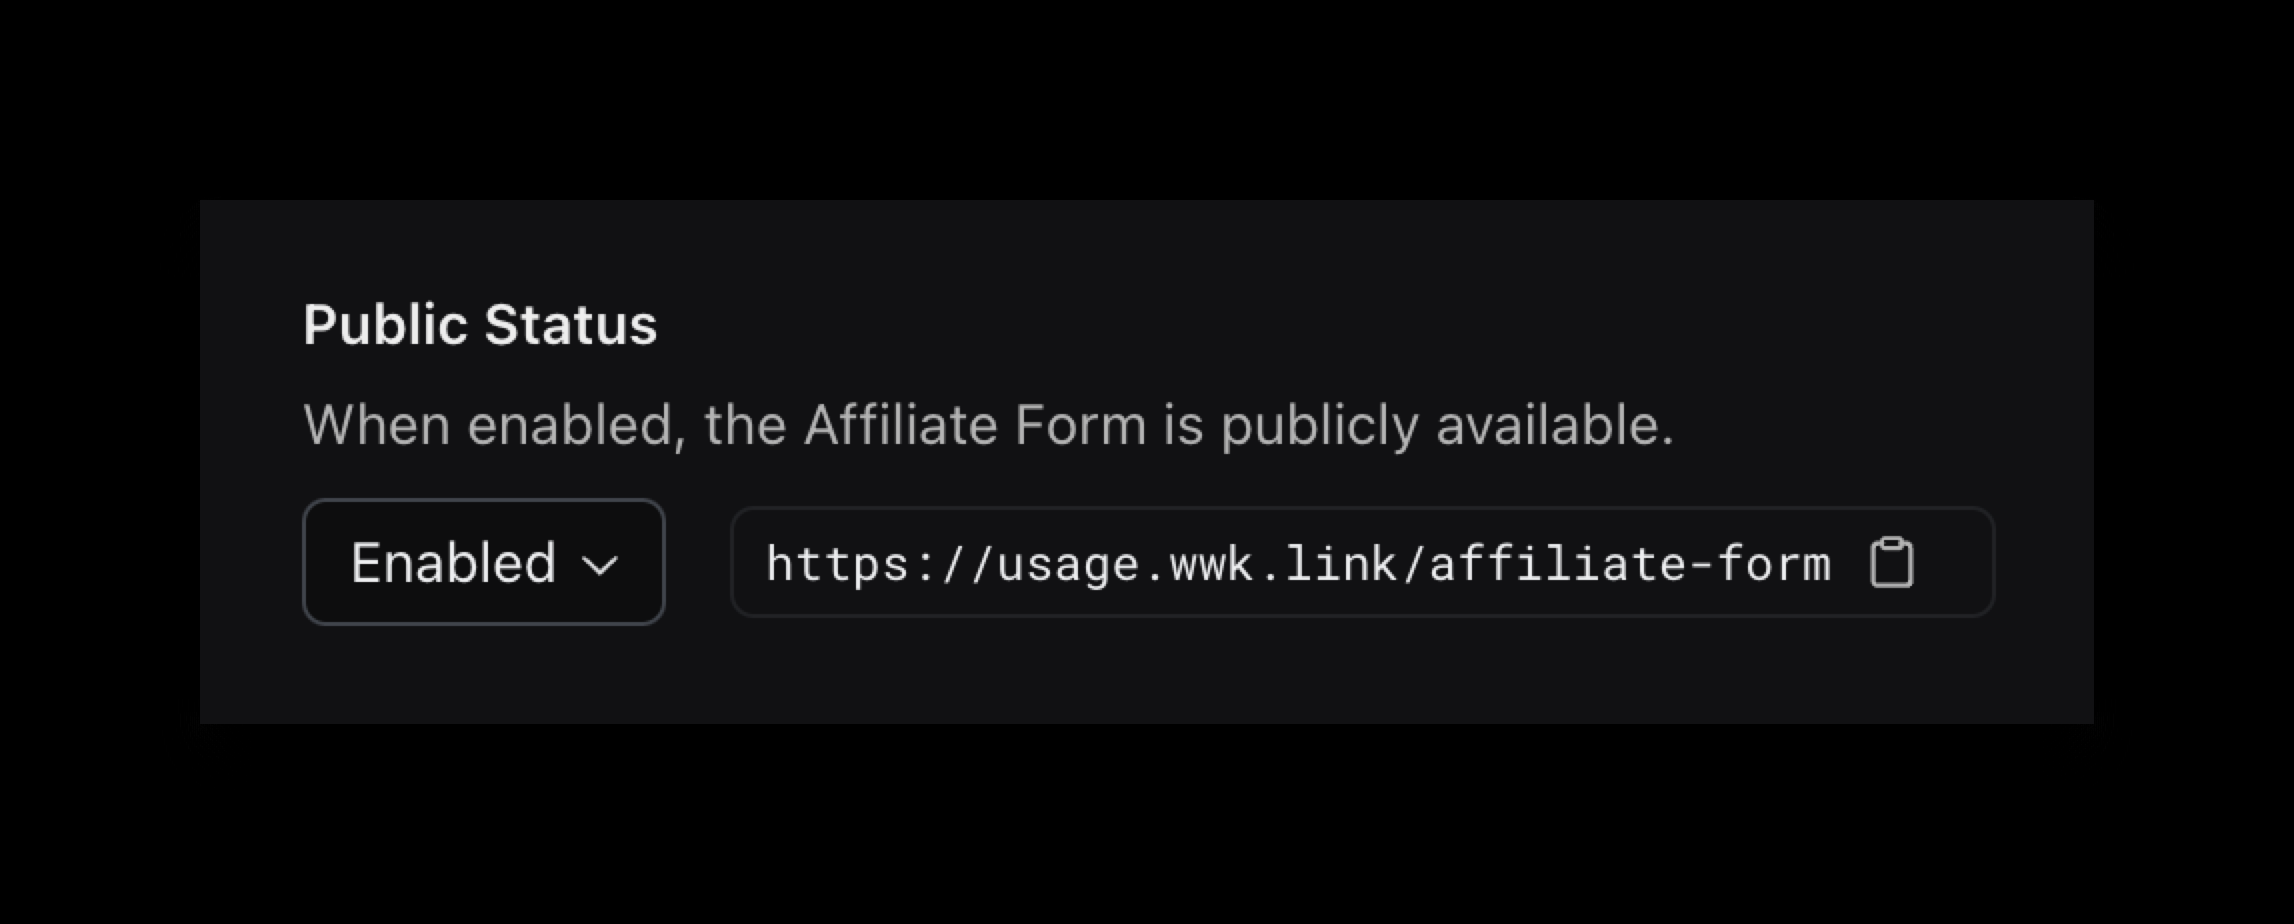 Public Status
When enabled, the Affiliate Form is publicly available.
Enabled
https://usage.wwk.link/affiliate-form